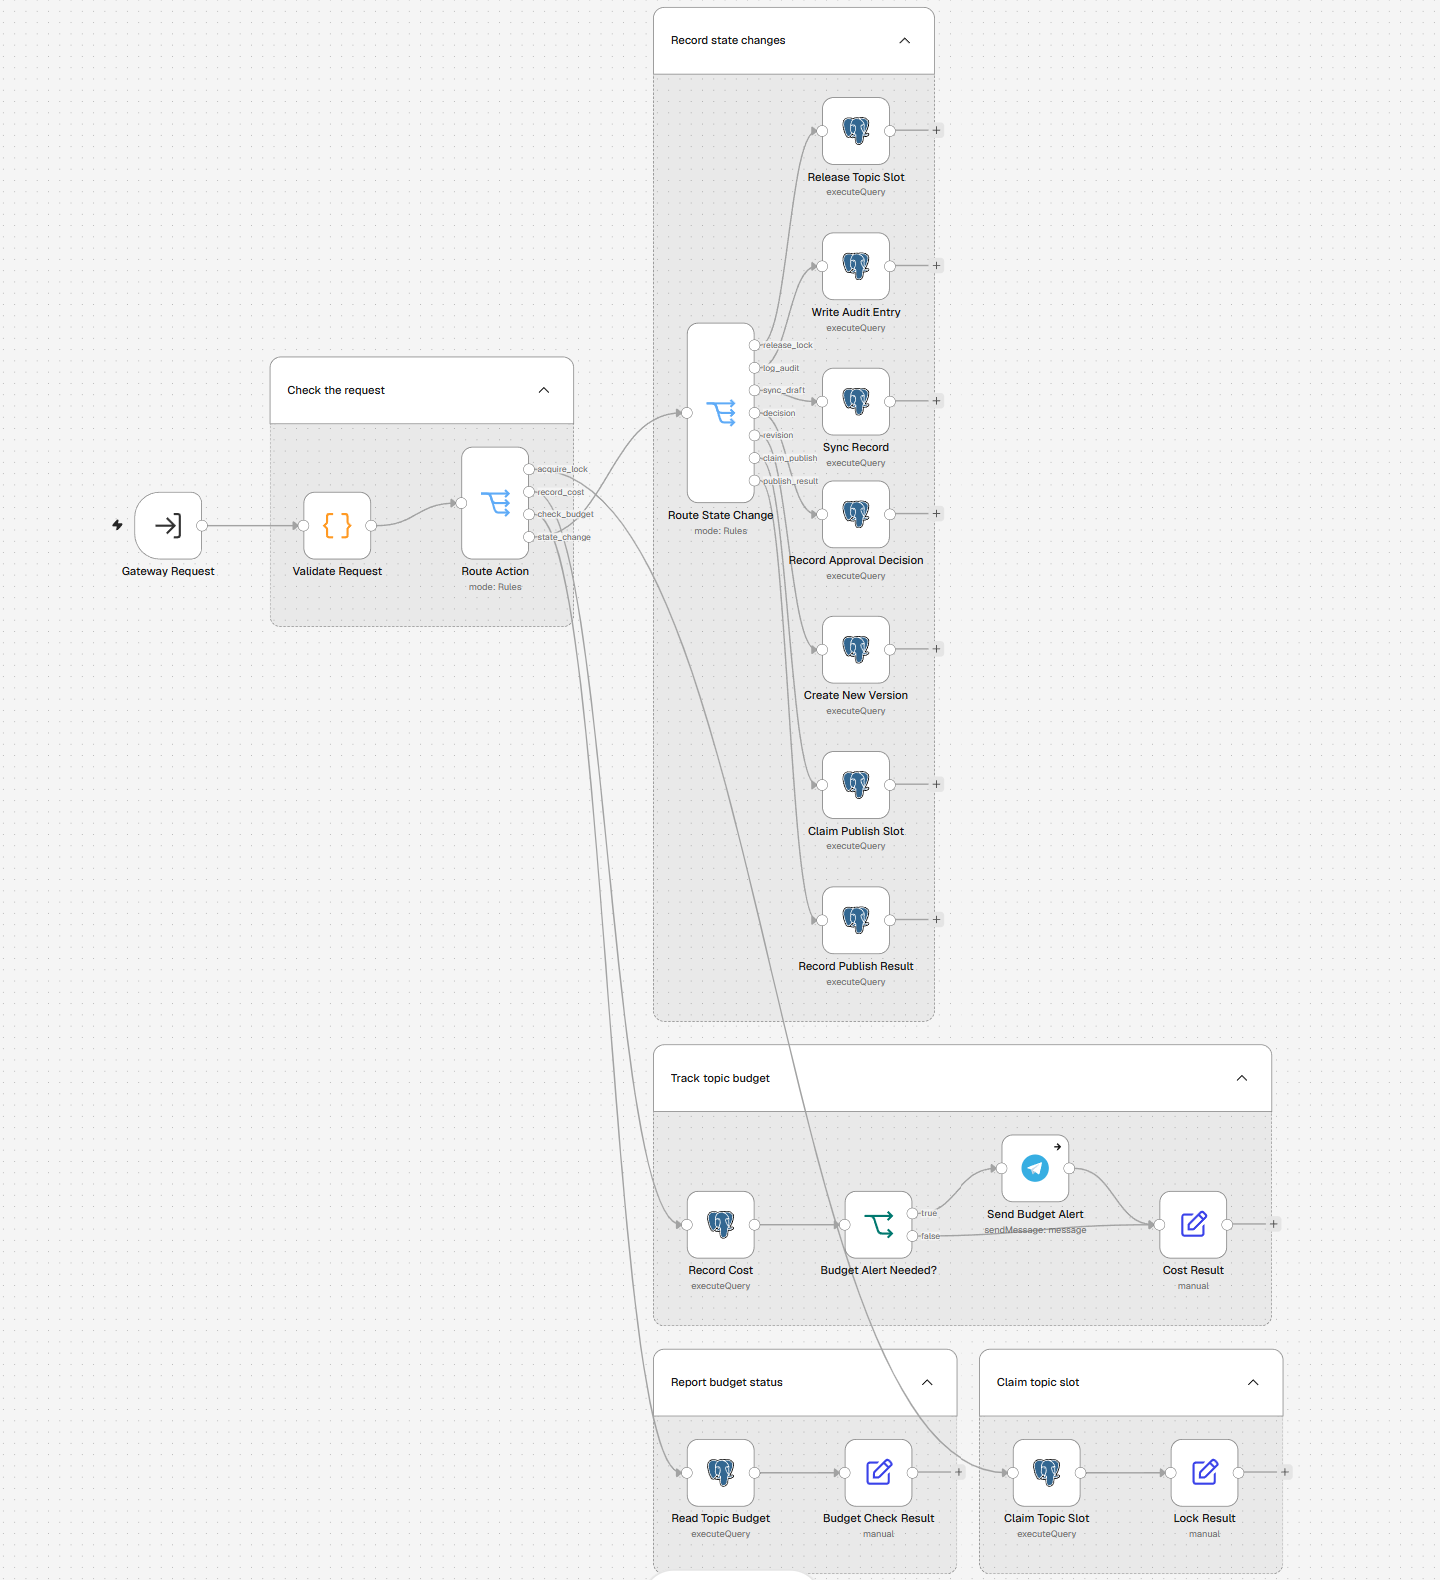 Record state changes
Release Topic Slot
executeQuery
Write Audit Entry
executeQuery
release_lock
log_audit
sync_draft
decision
revision
claim_publish
publish_result
Route State Change
mode: Rules
Sync Record
executeQuery
Record Approval Decision
executeQuery
Create New Version
executeQuery
Claim Publish Slot
executeQuery
Record Publish Result
executeQuery
Check the request
Gateway Request
Validate Request
acquire_lock
record_cost
check_budget
state_change
Route Action
mode: Rules
Track topic budget
Record Cost
executeQuery
true
false
Budget Alert Needed?
Send Budget Alert
sendMessage: message
Cost Result
manual
Report budget status
Read Topic Budget
executeQuery
Budget Check Result
manual
Claim topic slot
Claim Topic Slot
executeQuery
Lock Result
manual